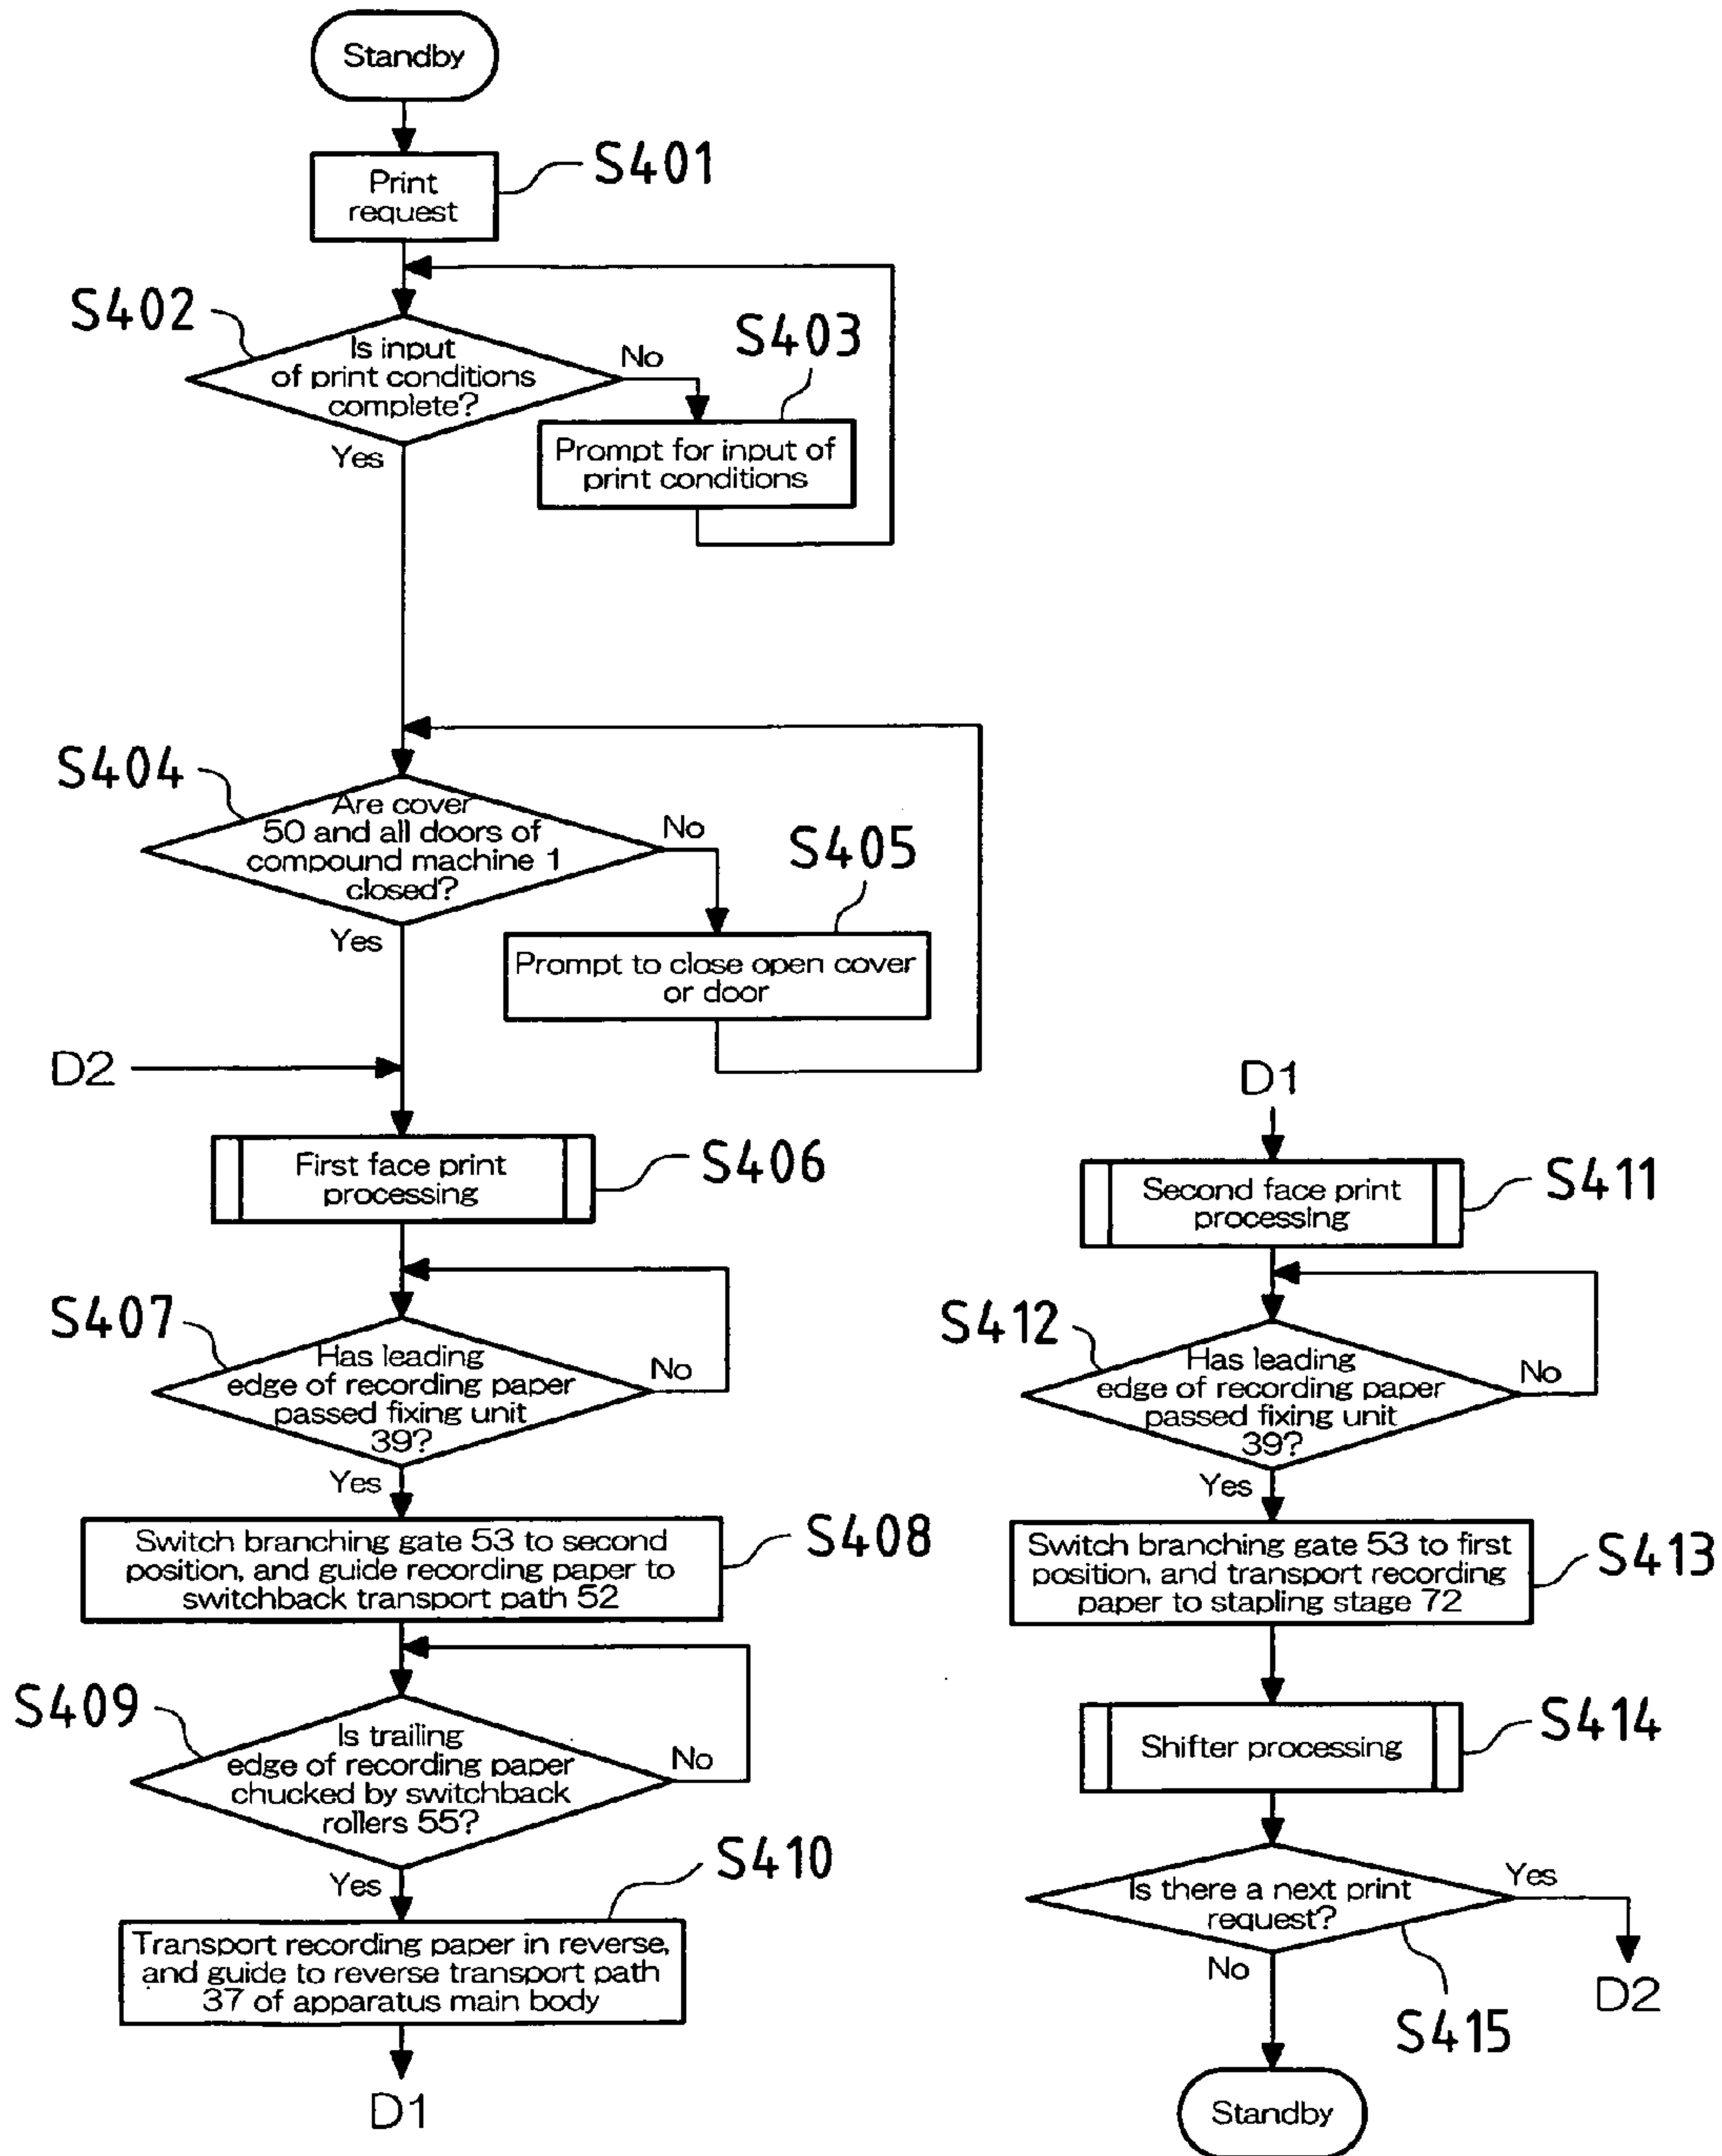 Standby
Print
request
S401
S402
Is input
of print conditions
complete?
No
Yes
S403
Prompt for input of
print conditions
S404
Are cover
50 and all doors of
compound machine 1
closed?
No
Yes
S405
Prompt to close open cover
or door
D2
First face print
processing
S406
S407
Has leading
edge of recording paper
passed fixing unit
39?
No
Yes
Switch branching gate 53 to second
position, and guide recording paper to
switchback transport path 52
S408
S409
Is trailing
edge of recording paper
chucked by switchback
rollers 55?
No
Yes
S410
Transport recording paper in reverse,
and guide to reverse transport path
37 of apparatus main body
D1
D1
Second face print
processing
S411
S412
Has leading
edge of recording paper
passed fixing unit
39?
No
Yes
Switch branching gate 53 to first
position, and transport recording
paper to stapling stage 72
S413
Shifter processing
S414
Is there a next print
request?
Yes
No
D2
S415
Standby